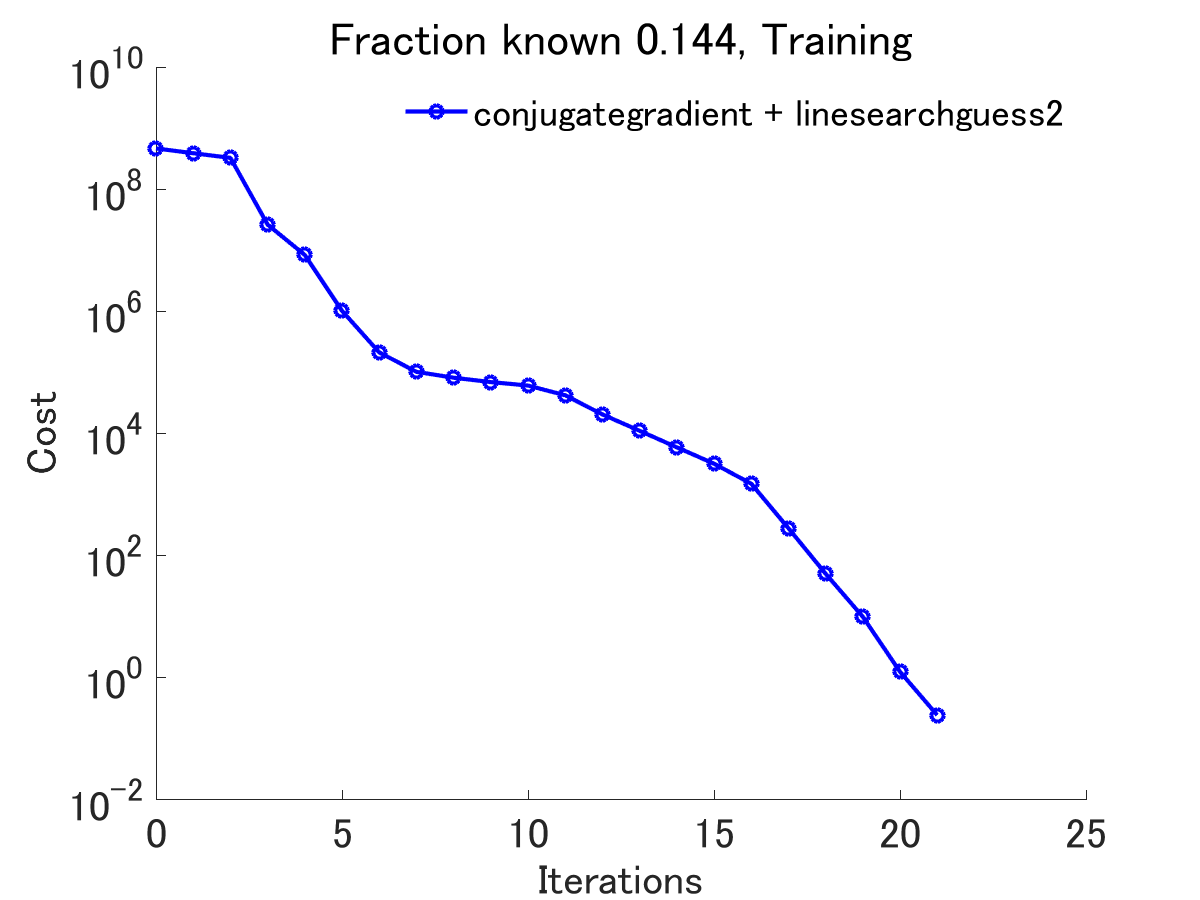 Fraction known 0.144, Training
conjugategradient + linesearchguess2
10^10
10^8
10^6
10^4
10^2
10^0
10^-2
Cost
0 5 10 15 20 25
Iterations